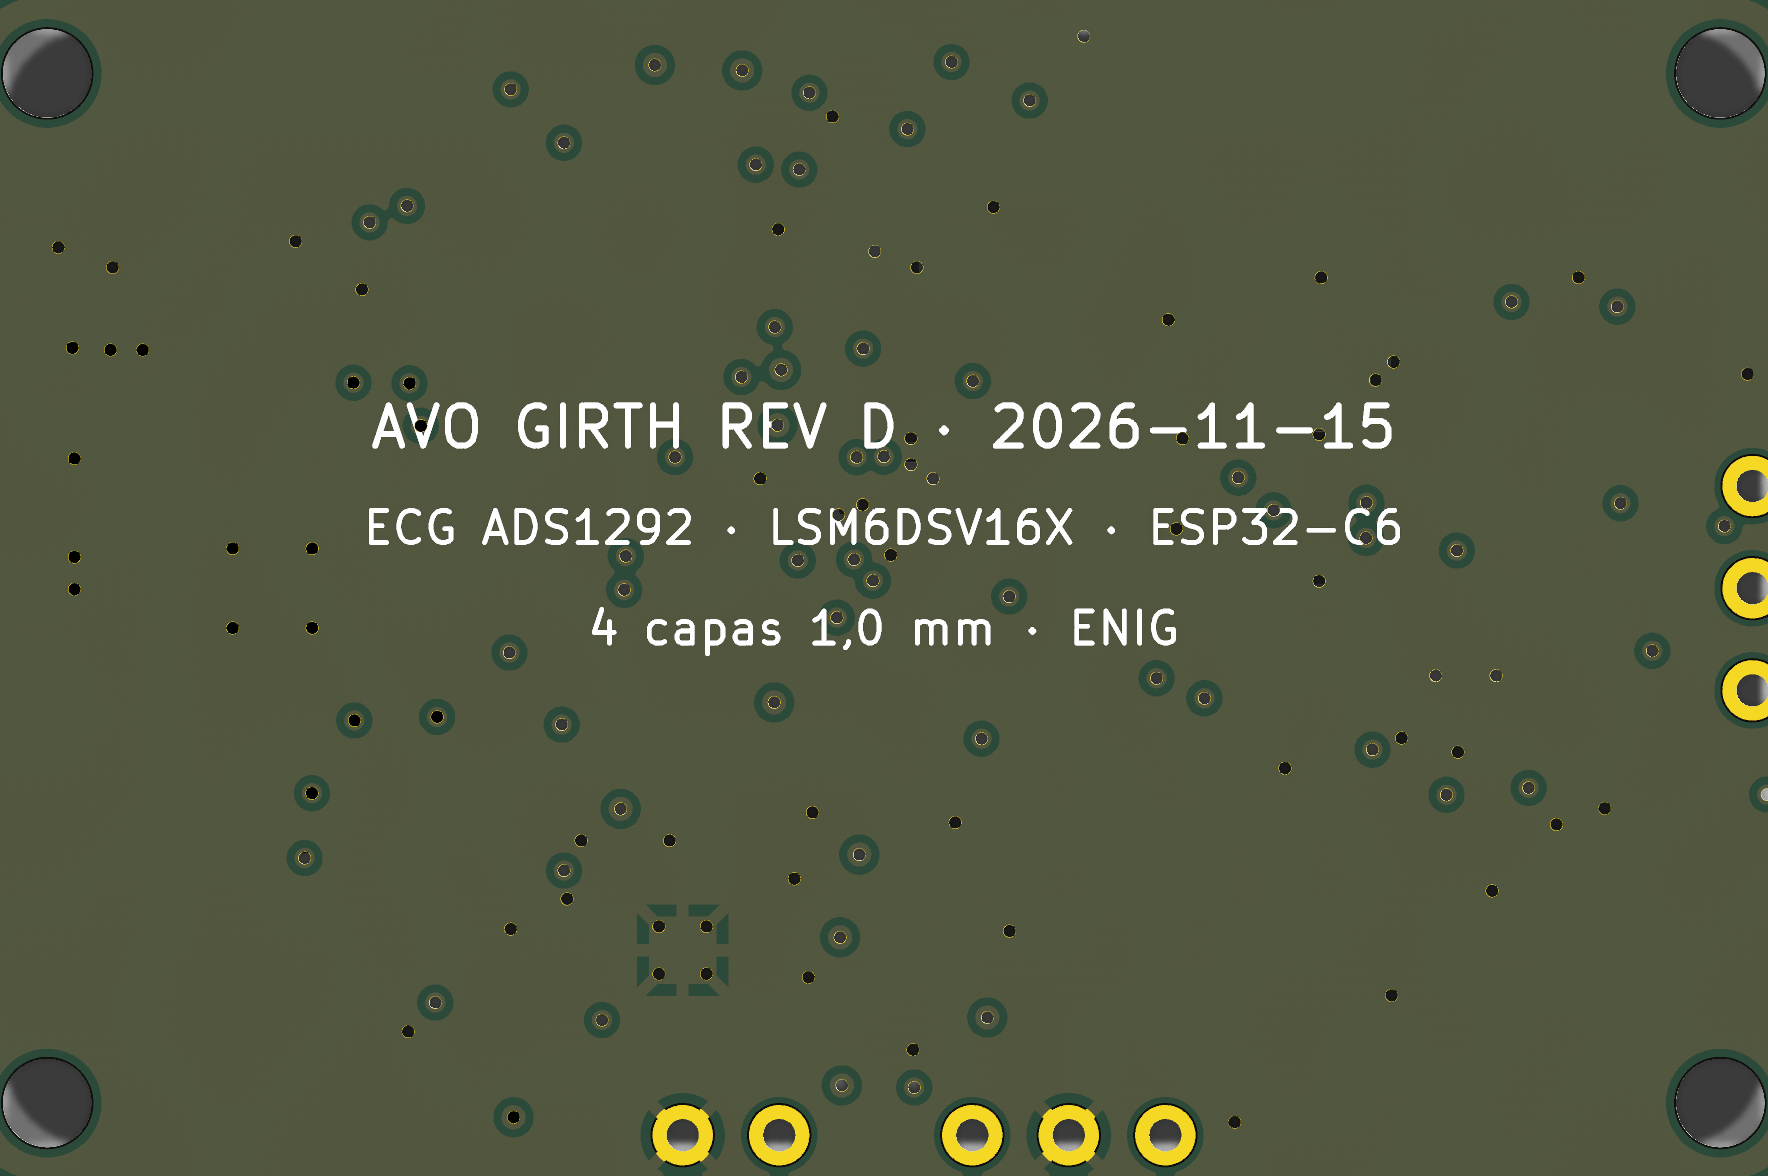 AVO GIRTH REV D · 2026-11-15
ECG ADS1292 · LSM6DSV16X · ESP32-C6
4 capas 1,0 mm · ENIG